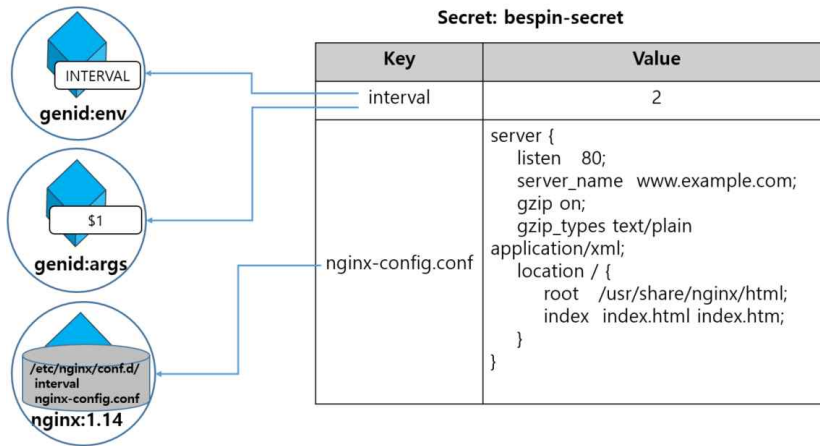 Secret: bespin-secret
Key Value
interval 2
nginx-config.conf
server {
listen 80;
server_name www.example.com;
gzip on;
gzip_types text/plain
application/xml;
location / {
root /usr/share/nginx/html;
index index.html index.htm;
}
}
INTERVAL
genid:env
$1
genid:args
/etc/nginx/conf.d/
interval
nginx-config.conf
nginx:1.14